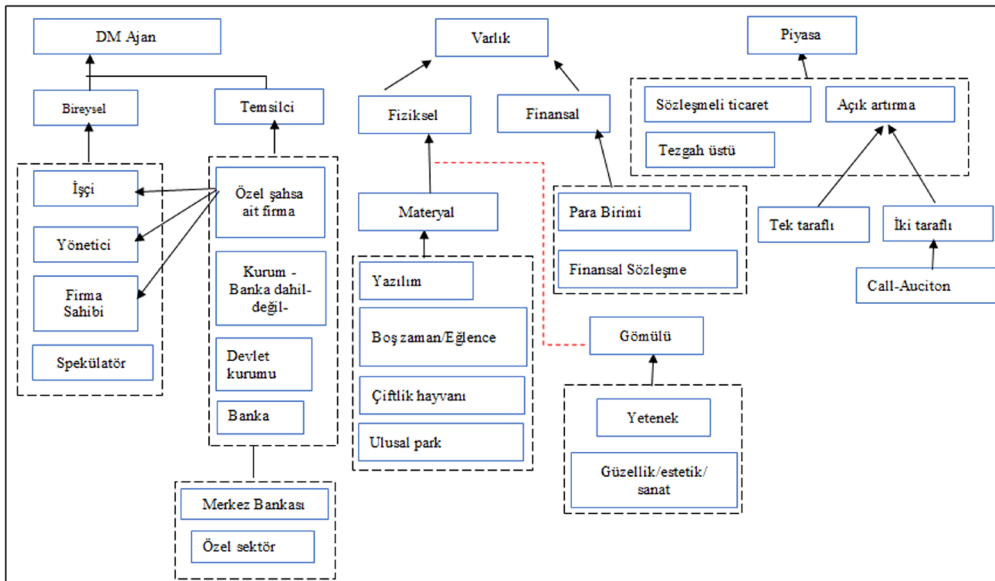 DM Ajan
Varlık
Piyasa
Bireysel
Temsilci
Fiziksel
Finansal
Sözleşmeli ticaret
Açık artırma
Tezgah üstü
İşçi
Yönetici
Firma
Sahibi
Spekülatör
Özel şahsa
ait firma
Kurum -
Banka dahil-
değil-
Devlet
kurumu
Banka
Merkez Bankası
Özel sektör
Materyal
Yazılım
Boş zaman/Eğlence
Çiftlik hayvanı
Ulusal park
Para Birimi
Finansal Sözleşme
Gömülü
Yetenek
Güzellik/estetik/
sanat
Tek taraflı
İki taraflı
Call-Auciton